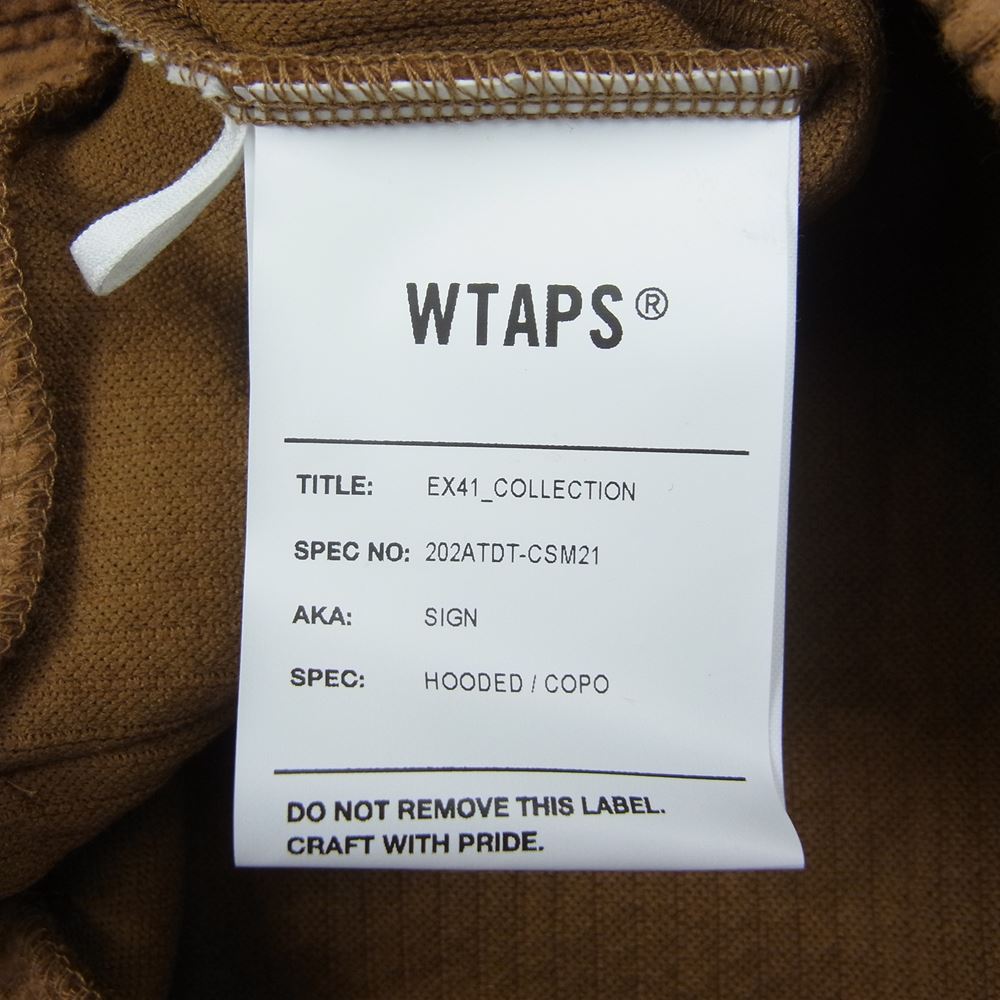 WTAPS®
TITLE: EX41_COLLECTION
SPEC NO: 202ATDT-CSM21
AKA: SIGN
SPEC: HOODED / COPO
DO NOT REMOVE THIS LABEL.
CRAFT WITH PRIDE.